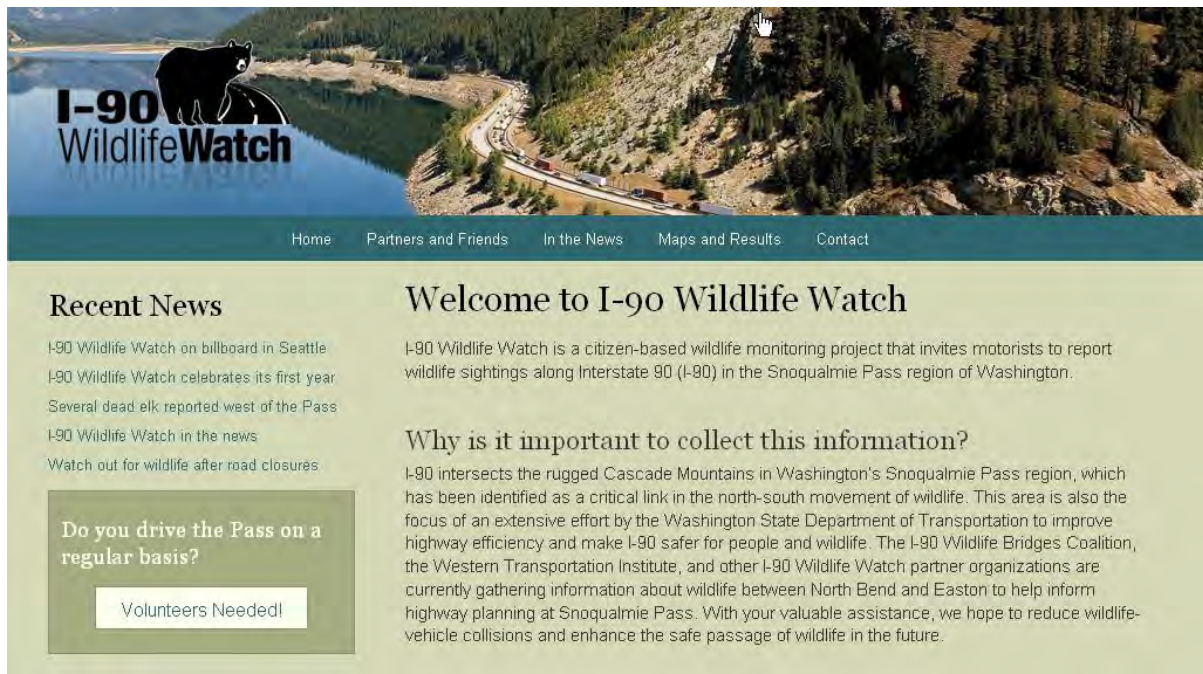 I-90
WildlifeWatch
Home Partners and Friends In the News Maps and Results Contact
Recent News
I-90 Wildlife Watch on billboard in Seattle
I-90 Wildlife Watch celebrates its first year
Several dead elk reported west of the Pass
I-90 Wildlife Watch in the news
Watch out for wildlife after road closures
Do you drive the Pass on a
regular basis?
Volunteers Needed!
Welcome to I-90 Wildlife Watch
I-90 Wildlife Watch is a citizen-based wildlife monitoring project that invites motorists to report
wildlife sightings along Interstate 90 (I-90) in the Snoqualmie Pass region of Washington.
Why is it important to collect this information?
I-90 intersects the rugged Cascade Mountains in Washington's Snoqualmie Pass region, which
has been identified as a critical link in the north-south movement of wildlife. This area is also the
focus of an extensive effort by the Washington State Department of Transportation to improve
highway efficiency and make I-90 safer for people and wildlife. The I-90 Wildlife Bridges Coalition,
the Western Transportation Institute, and other I-90 Wildlife Watch partner organizations are
currently gathering information about wildlife between North Bend and Easton to help inform
highway planning at Snoqualmie Pass. With your valuable assistance, we hope to reduce wildlife-
vehicle collisions and enhance the safe passage of wildlife in the future.